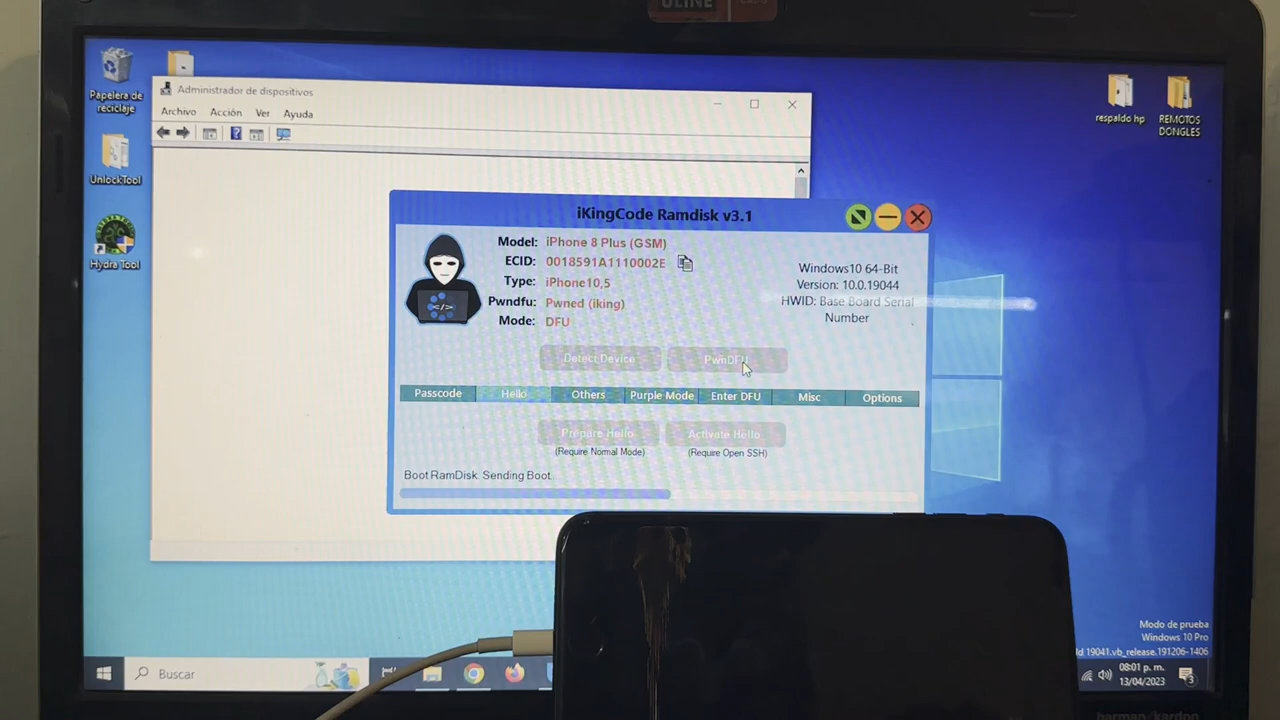 ULINE
Papelera de
reciclaje
UnlockTool
Hydra Tool
respaldo hp
REMOTOS
DONGLES
Administrador de dispositivos
Archivo Acción Ver Ayuda
iKingCode Ramdisk v3.1
Model: iPhone 8 Plus (GSM)
ECID: 0018591A1110002E
Type: iPhone10,5
Pwndfu: Pwned (iking)
Mode: DFU
</>
Windows10 64-Bit
Version: 10.0.19044
HWID: Base Board Serial
Number
Detect Device PwnDFU
Passcode Hello Others Purple Mode Enter DFU Misc Options
Prepare Hello Activate Hello
(Require Normal Mode) (Require Open SSH)
Boot RamDisk. Sending Boot...
Modo de prueba
Windows 10 Pro
19041.vb_release.191206-1406
Buscar
08:01 p. m.
13/04/2023
3
harman/kardon